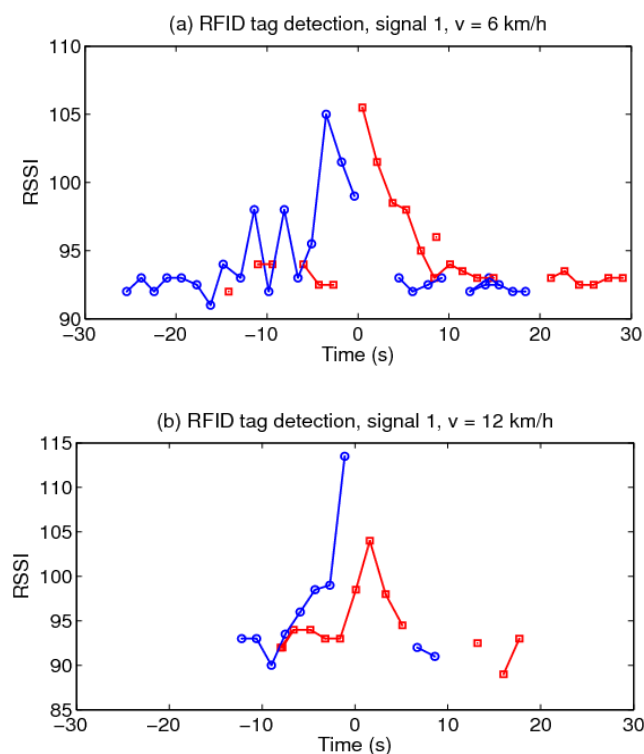 (a) RFID tag detection, signal 1, v = 6 km/h
110
105
100
95
90
RSSI
−30 −20 −10 0 10 20 30
Time (s)
(b) RFID tag detection, signal 1, v = 12 km/h
115
110
105
100
95
90
85
RSSI
−30 −20 −10 0 10 20 30
Time (s)